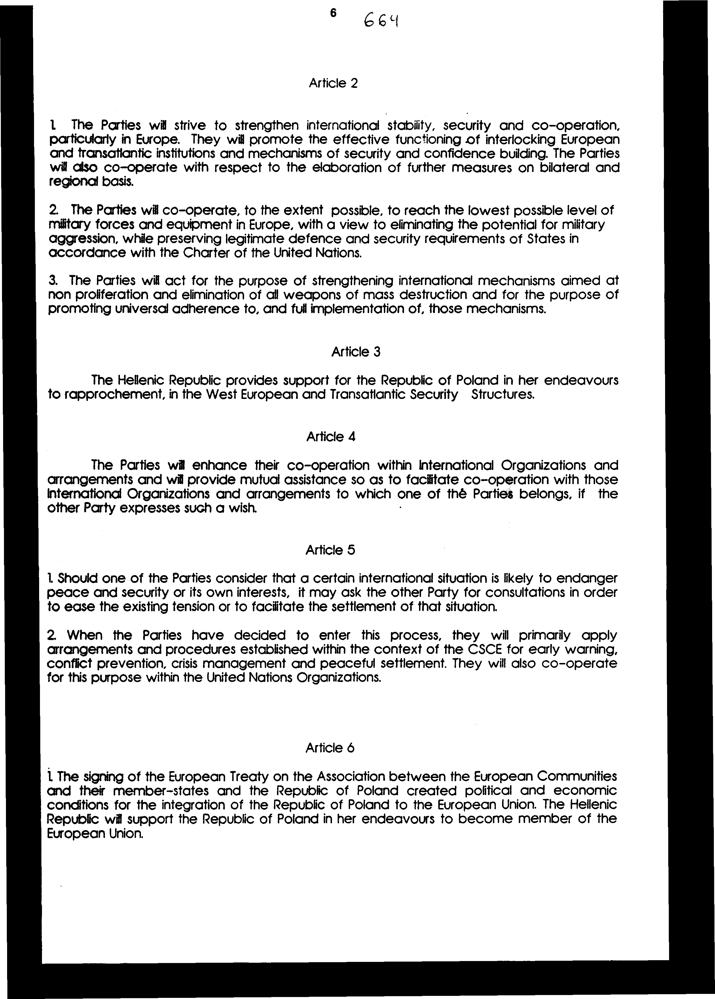 6 664
Article 2
1. The Parties will strive to strengthen international stability, security and co-operation,
particularly in Europe. They will promote the effective functioning of interlocking European
and transatlantic institutions and mechanisms of security and confidence building. The Parties
will also co-operate with respect to the elaboration of further measures on bilateral and
regional basis.
2. The Parties will co-operate, to the extent possible, to reach the lowest possible level of
military forces and equipment in Europe, with a view to eliminating the potential for military
aggression, while preserving legitimate defence and security requirements of States in
accordance with the Charter of the United Nations.
3. The Parties will act for the purpose of strengthening international mechanisms aimed at
non proliferation and elimination of all weapons of mass destruction and for the purpose of
promoting universal adherence to, and full implementation of, those mechanisms.
Article 3
The Hellenic Republic provides support for the Republic of Poland in her endeavours
to rapprochement, in the West European and Transatlantic Security Structures.
Article 4
The Parties will enhance their co-operation within International Organizations and
arrangements and will provide mutual assistance so as to facilitate co-operation with those
International Organizations and arrangements to which one of the Parties belongs, if the
other Party expresses such a wish.
Article 5
1. Should one of the Parties consider that a certain international situation is likely to endanger
peace and security or its own interests, it may ask the other Party for consultations in order
to ease the existing tension or to facilitate the settlement of that situation.
2. When the Parties have decided to enter this process, they will primarily apply
arrangements and procedures established within the context of the CSCE for early warning,
conflict prevention, crisis management and peaceful settlement. They will also co-operate
for this purpose within the United Nations Organizations.
Article 6
1. The signing of the European Treaty on the Association between the European Communities
and their member-states and the Republic of Poland created political and economic
conditions for the integration of the Republic of Poland to the European Union. The Hellenic
Republic will support the Republic of Poland in her endeavours to become member of the
European Union.